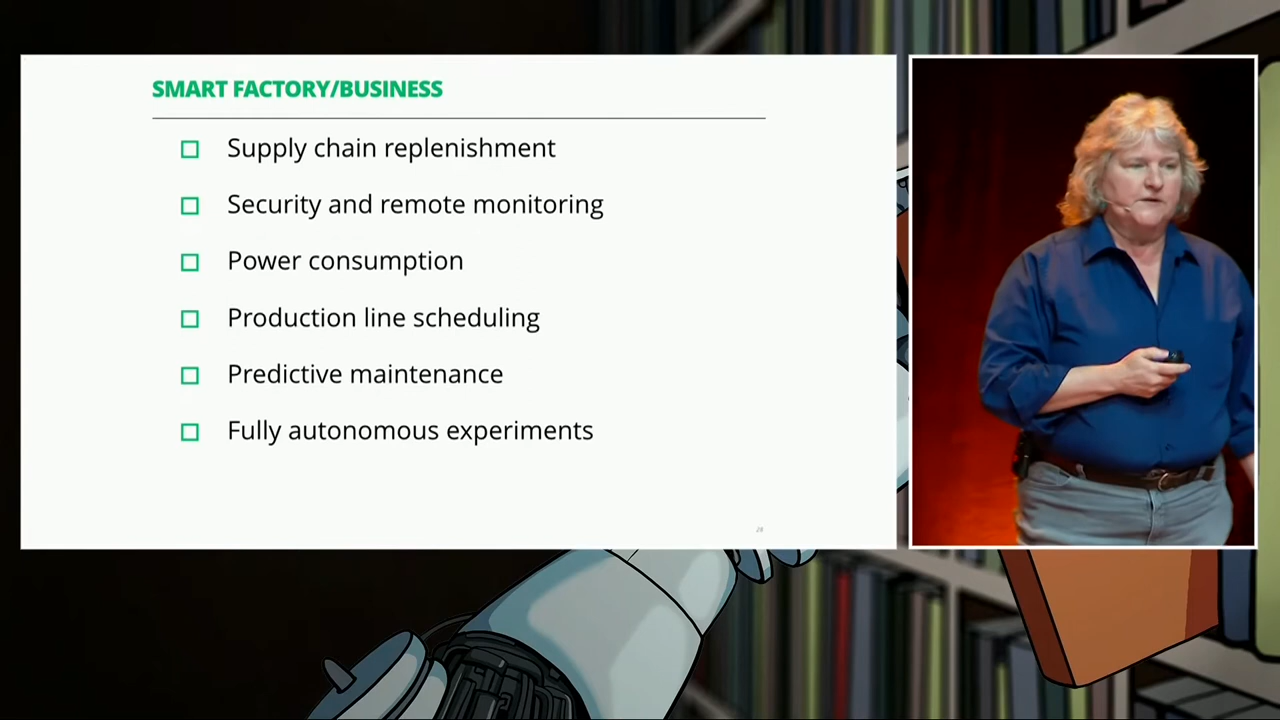 SMART FACTORY/BUSINESS
Supply chain replenishment
Security and remote monitoring
Power consumption
Production line scheduling
Predictive maintenance
Fully autonomous experiments